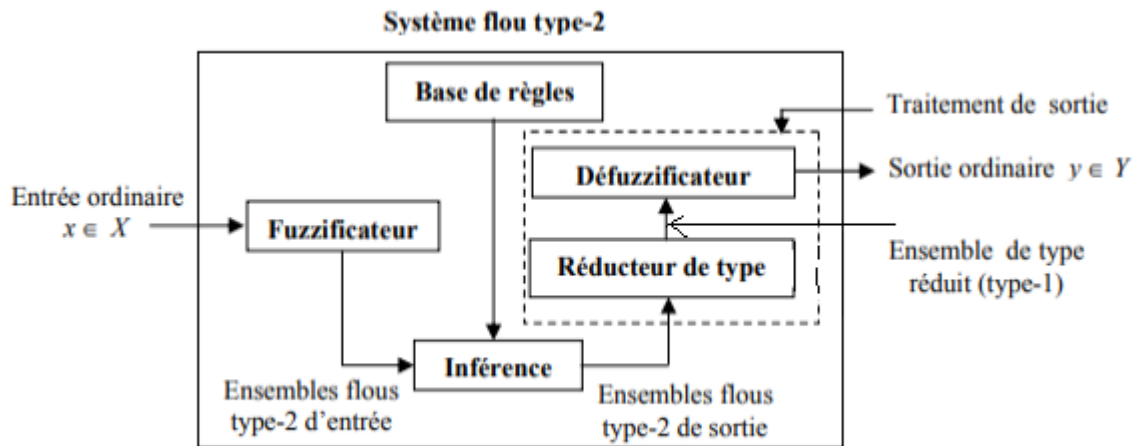 Système flou type-2
Base de règles
Traitement de sortie
Défuzzificateur
Sortie ordinaire y ∈ Y
Entrée ordinaire
x ∈ X
Fuzzificateur
Réducteur de type
Ensemble de type
réduit (type-1)
Inférence
Ensembles flous
type-2 d’entrée
Ensembles flous
type-2 de sortie